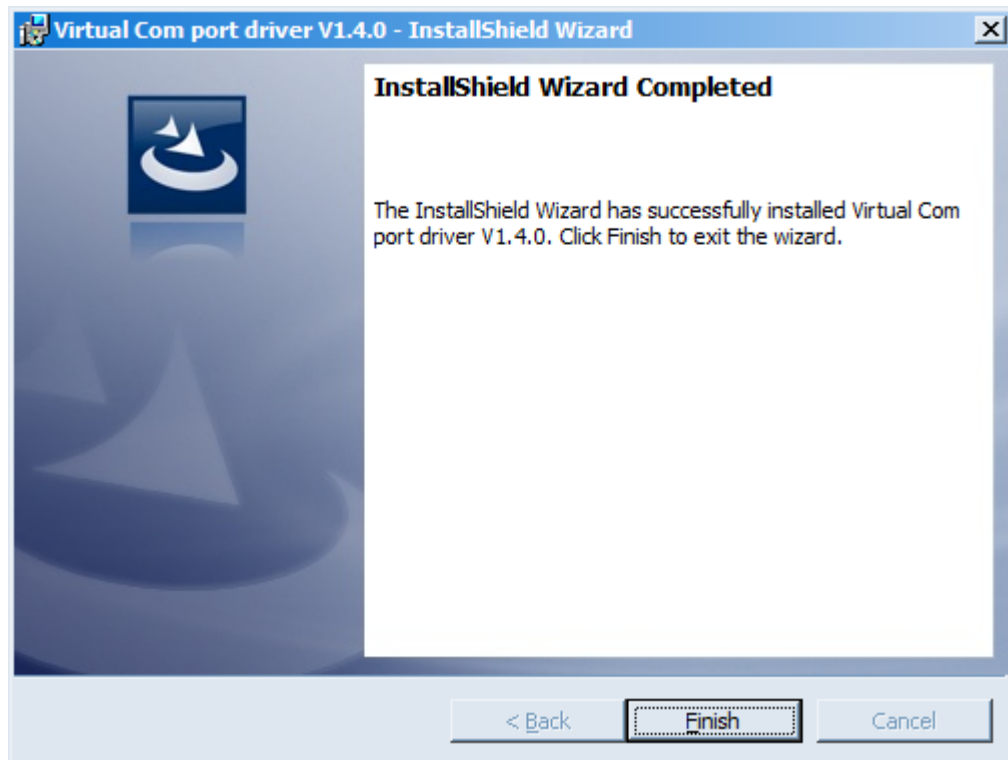 Virtual Com port driver V1.4.0 - InstallShield Wizard
InstallShield Wizard Completed
The InstallShield Wizard has successfully installed Virtual Com
port driver V1.4.0. Click Finish to exit the wizard.
< Back Finish Cancel